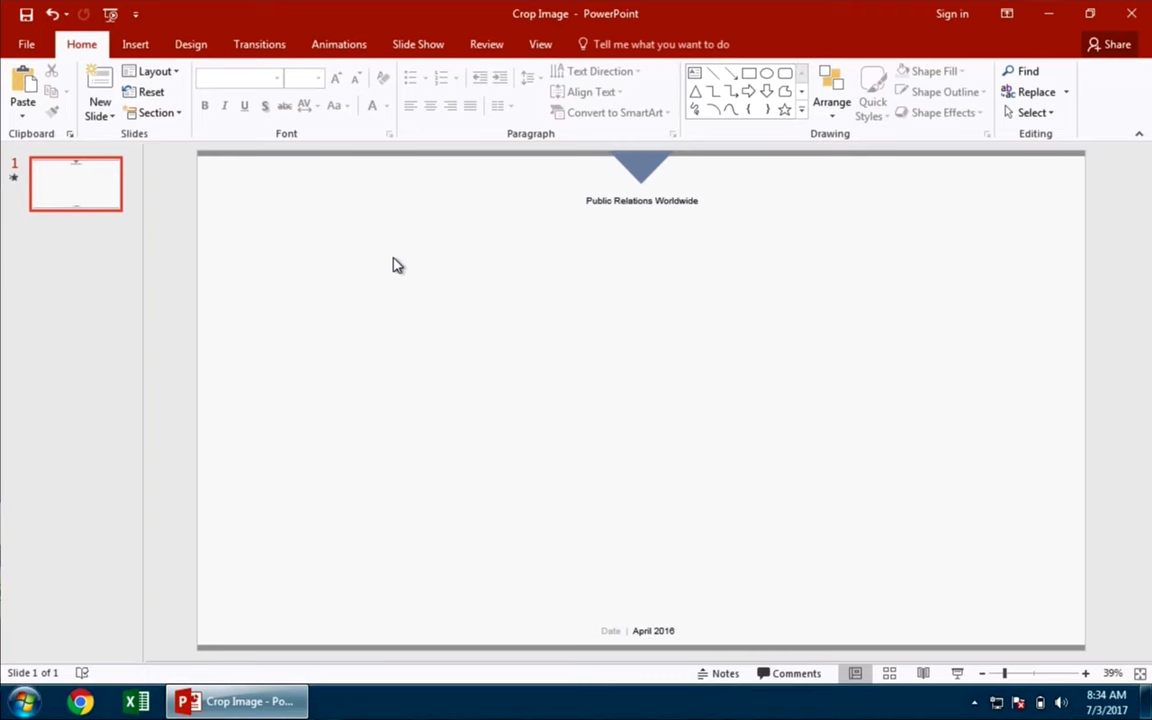 Crop Image - PowerPoint
Sign in
File Home Insert Design Transitions Animations Slide Show Review View Tell me what you want to do Share
Paste
Clipboard
New Slide
Layout
Reset
Section
Slides
B I U S abc AV Aa A
Font
Text Direction
Align Text
Convert to SmartArt
Paragraph
Arrange
Quick Styles
Shape Fill
Shape Outline
Shape Effects
Drawing
Find
Replace
Select
Editing
1
Public Relations Worldwide
Date | April 2016
Slide 1 of 1
Notes Comments 39%
Crop Image - Po...
8:34 AM
7/3/2017